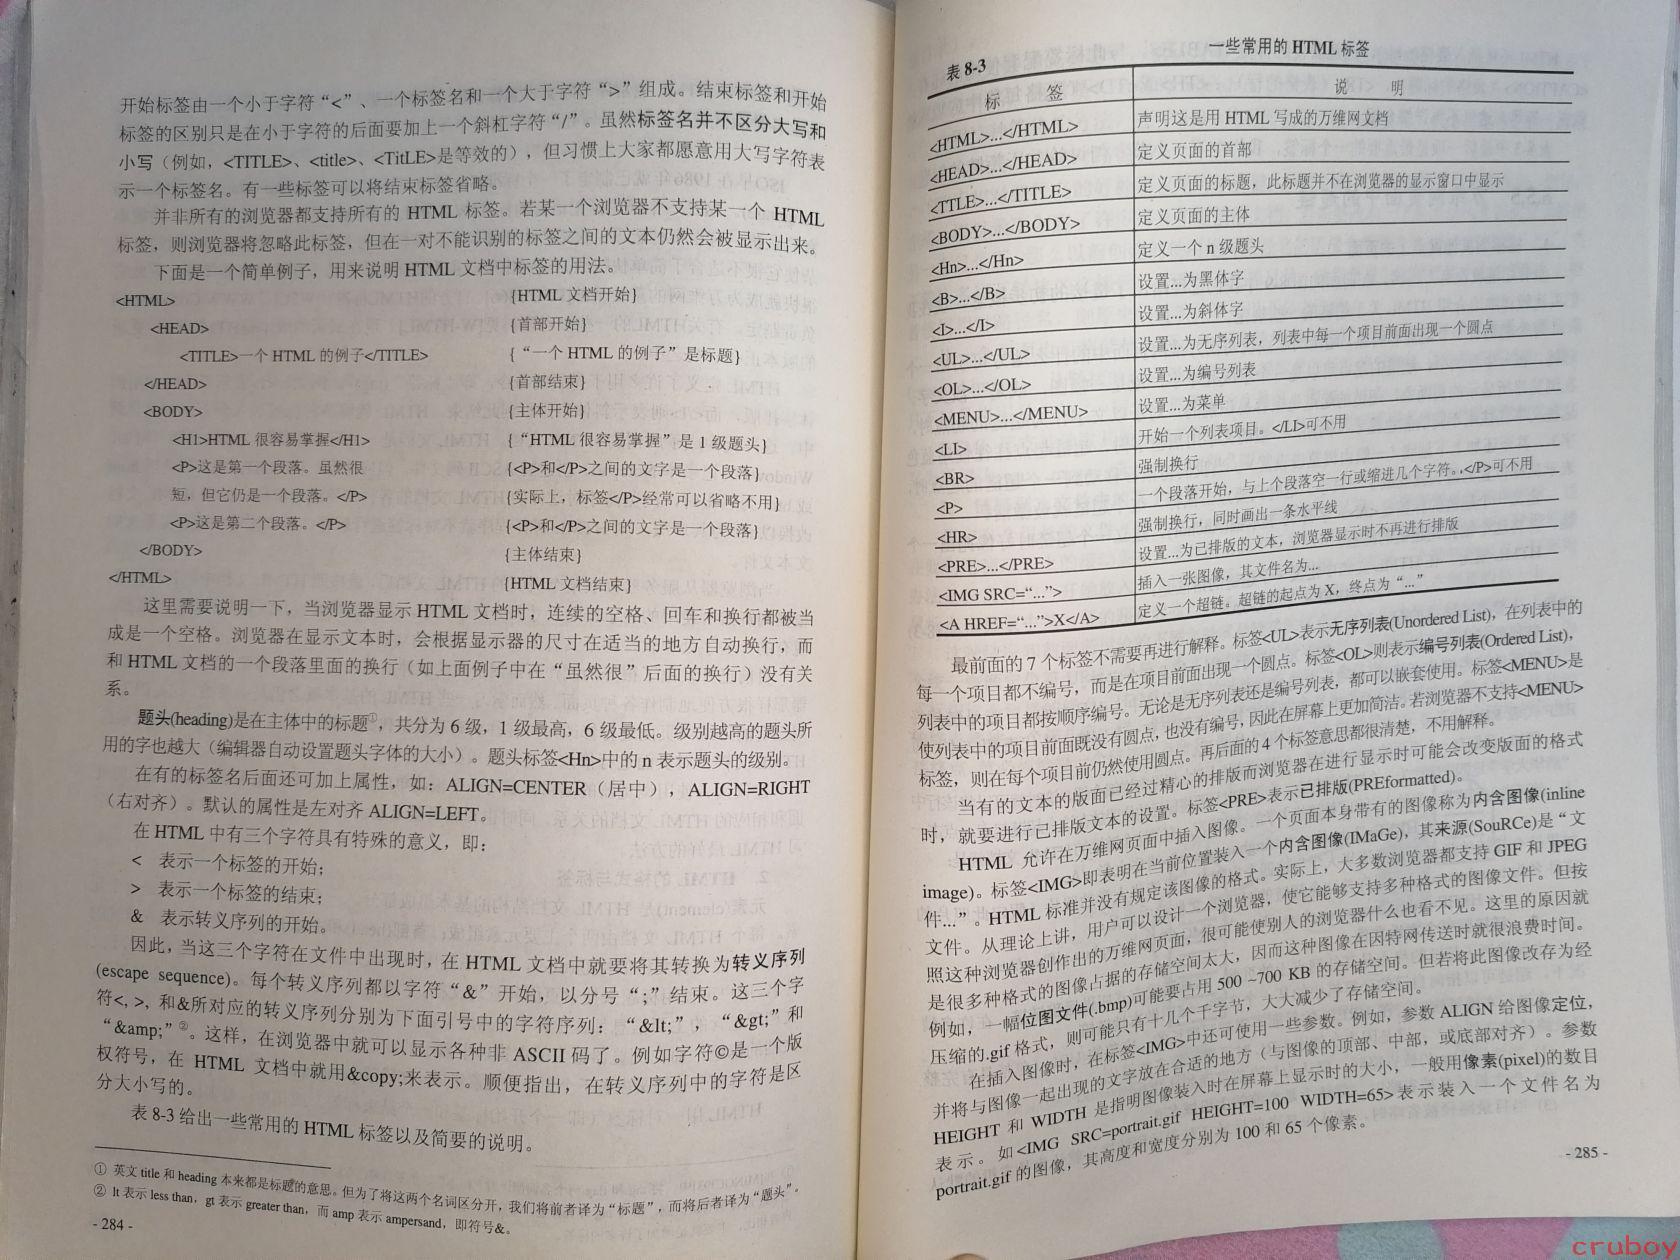 开始标签由一个小于字符“<”、一个标签名和一个大于字符“>”组成。结束标签和开始
标签的区别只是在小于字符的后面要加上一个斜杠字符“/”。虽然标签名并不区分大写和
小写（例如，<TITLE>、<title>、<TitLE>是等效的），但习惯上大家都愿意用大写字符表
示一个标签名。有一些标签可以将结束标签省略。
并非所有的浏览器都支持所有的 HTML 标签。若某一个浏览器不支持某一个 HTML
标签，则浏览器将忽略此标签，但在一对不能识别的标签之间的文本仍然会被显示出来。
下面是一个简单例子，用来说明 HTML 文档中标签的用法。
<HTML> {HTML 文档开始}
<HEAD> {首部开始}
<TITLE>一个 HTML 的例子</TITLE> {“一个 HTML 的例子”是标题}
</HEAD> {首部结束}
<BODY> {主体开始}
<H1>HTML 很容易掌握</H1> {“HTML 很容易掌握”是 1 级题头}
<P>这是第一个段落。虽然很 {<P>和</P>之间的文字是一个段落}
短，但它仍是一个段落。</P> {实际上，标签</P>经常可以省略不用}
<P>这是第二个段落。</P> {<P>和</P>之间的文字是一个段落}
</BODY> {主体结束}
</HTML> {HTML 文档结束}
这里需要说明一下，当浏览器显示 HTML 文档时，连续的空格、回车和换行都被当
成是一个空格。浏览器在显示文本时，会根据显示器的尺寸在适当的地方自动换行，而
和 HTML 文档的一个段落里面的换行（如上面例子中在“虽然很”后面的换行）没有关
系。
题头(heading)是在主体中的标题①，共分为 6 级，1 级最高，6 级最低。级别越高的题头所
用的字也越大（编辑器自动设置题头字体的大小）。题头标签<Hn>中的 n 表示题头的级别。
在有的标签名后面还可加上属性，如：ALIGN=CENTER（居中），ALIGN=RIGHT
（右对齐）。默认的属性是左对齐 ALIGN=LEFT。
在 HTML 中有三个字符具有特殊的意义，即：
< 表示一个标签的开始；
> 表示一个标签的结束；
& 表示转义序列的开始。
因此，当这三个字符在文件中出现时，在 HTML 文档中就要将其转换为转义序列
(escape sequence)。每个转义序列都以字符“&”开始，以分号“;”结束。这三个字
符<, >, 和&所对应的转义序列分别为下面引号中的字符序列：“&lt;”，“&gt;”和
“&amp;”②。这样，在浏览器中就可以显示各种非 ASCII 码了。例如字符©是一个版
权符号，在 HTML 文档中就用&copy;来表示。顺便指出，在转义序列中的字符是区
分大小写的。
表 8-3 给出一些常用的 HTML 标签以及简要的说明。
① 英文 title 和 heading 本来都是标题的意思。但为了将这两个名词区分开，我们将前者译为“标题”，而将后者译为“题头”。
② lt 表示 less than，gt 表示 greater than，而 amp 表示 ampersand，即符号&。
- 284 -
表 8-3 一些常用的 HTML 标签
标 签 说 明
<HTML>...</HTML> 声明这是用 HTML 写成的万维网文档
<HEAD>...</HEAD> 定义页面的首部
<TTLE>...</TITLE> 定义页面的标题，此标题并不在浏览器的显示窗口中显示
<BODY>...</BODY> 定义页面的主体
<Hn>...</Hn> 定义一个 n 级题头
<B>...</B> 设置...为黑体字
<I>...</I> 设置...为斜体字
<UL>...</UL> 设置...为无序列表，列表中每一个项目前面出现一个圆点
<OL>...</OL> 设置...为编号列表
<MENU>...</MENU> 设置...为菜单
<LI> 开始一个列表项目。</LI>可不用
<BR> 强制换行
<P> 一个段落开始，与上个段落空一行或缩进几个字符。</P>可不用
<HR> 强制换行，同时画出一条水平线
<PRE>...</PRE> 设置...为已排版的文本，浏览器显示时不再进行排版
<IMG SRC=“...”> 插入一张图像，其文件名为...
<A HREF=“...”>X</A> 定义一个超链。超链的起点为 X，终点为“...”
最前面的 7 个标签不需要再进行解释。标签<UL>表示无序列表(Unordered List)，在列表中的
每一个项目都不编号，而是在项目前面出现一个圆点。标签<OL>则表示编号列表(Ordered List)，
列表中的项目都按顺序编号。无论是无序列表还是编号列表，都可以嵌套使用。标签<MENU>是
使列表中的项目前面既没有圆点，也没有编号，因此在屏幕上更加简洁。若浏览器不支持<MENU>
标签，则在每个项目前仍然使用圆点。再后面的 4 个标签意思都很清楚，不用解释。
当有的文本的版面已经过精心的排版而浏览器在进行显示时可能会改变版面的格式
时，就要进行已排版文本的设置。标签<PRE>表示已排版(PREformatted)。
HTML 允许在万维网页面中插入图像。一个页面本身带有的图像称为内含图像(inline
image)。标签<IMG>即表明在当前位置装入一个内含图像(IMaGe)，其来源(SouRCe)是“文
件...”。HTML 标准并没有规定该图像的格式。实际上，大多数浏览器都支持 GIF 和 JPEG
文件。从理论上讲，用户可以设计一个浏览器，使它能够支持多种格式的图像文件。但按
照这种浏览器创作出的万维网页面，很可能使别人的浏览器什么也看不见。这里的原因就
是很多种格式的图像占据的存储空间太大，因而这种图像在因特网传送时就很浪费时间。
例如，一幅位图文件(.bmp)可能要占用 500 ~700 KB 的存储空间。但若将此图像改存为经
压缩的.gif 格式，则可能只有十几个千字节，大大减少了存储空间。
在插入图像时，在标签<IMG>中还可使用一些参数。例如，参数 ALIGN 给图像定位，
并将与图像一起出现的文字放在合适的地方（与图像的顶部、中部，或底部对齐）。参数
HEIGHT 和 WIDTH 是指明图像装入时在屏幕上显示时的大小，一般用像素(pixel)的数目
表示。如<IMG SRC=portrait.gif HEIGHT=100 WIDTH=65>表示装入一个文件名为
portrait.gif 的图像，其高度和宽度分别为 100 和 65 个像素。
- 285 -
cruboy